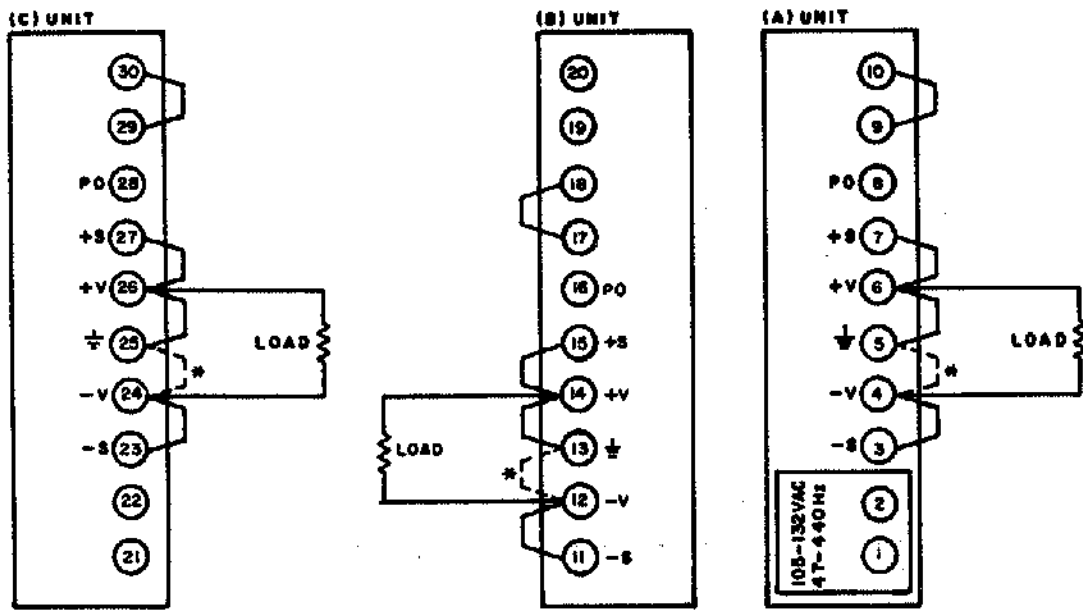 (C) UNIT
30
29
PO 28
+S 27
+V 26
25
-V 24
-S 23
22
21
LOAD
*
(B) UNIT
20
19
18
17
16 PO
15 +S
14 +V
13
12 -V
11 -S
LOAD
*
(A) UNIT
10
9
PO 8
+S 7
+V 6
5
-V 4
-S 3
2
1
105-132VAC
47-440HZ
LOAD
*